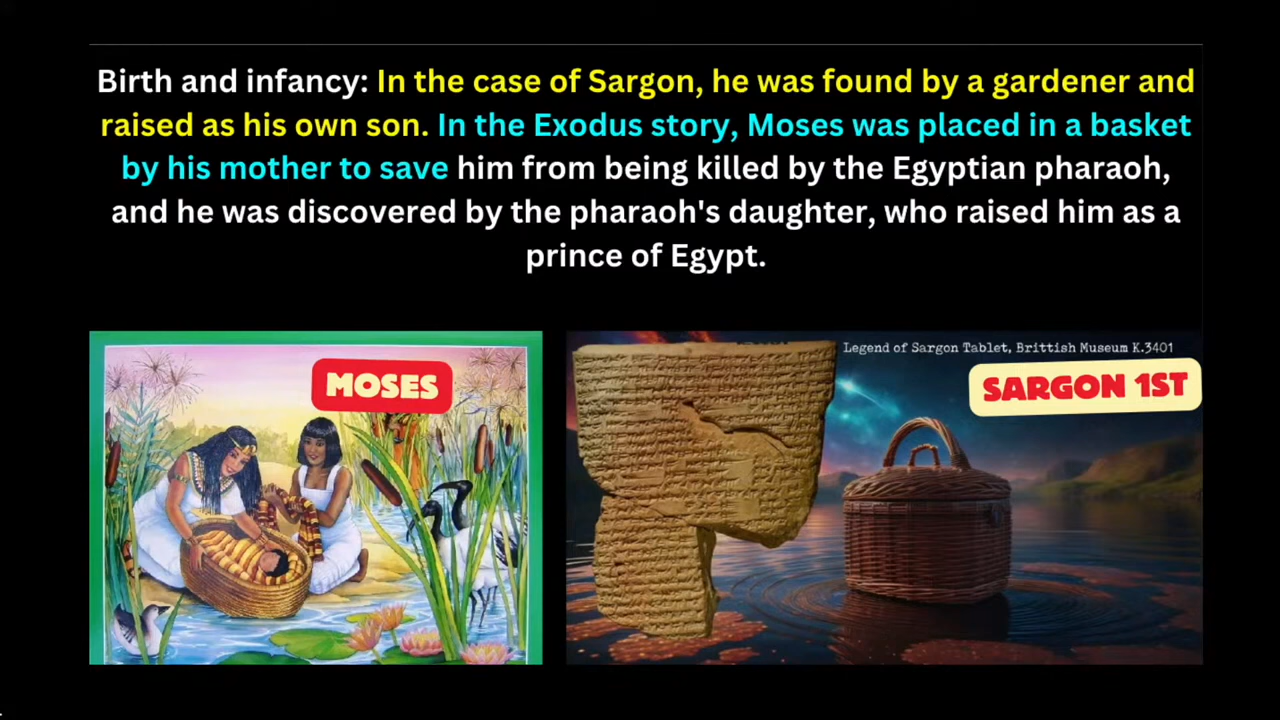 Birth and infancy: In the case of Sargon, he was found by a gardener and
raised as his own son. In the Exodus story, Moses was placed in a basket
by his mother to save him from being killed by the Egyptian pharaoh,
and he was discovered by the pharaoh's daughter, who raised him as a
prince of Egypt.
MOSES
Legend of Sargon Tablet, Brittish Museum K.3401
SARGON 1ST